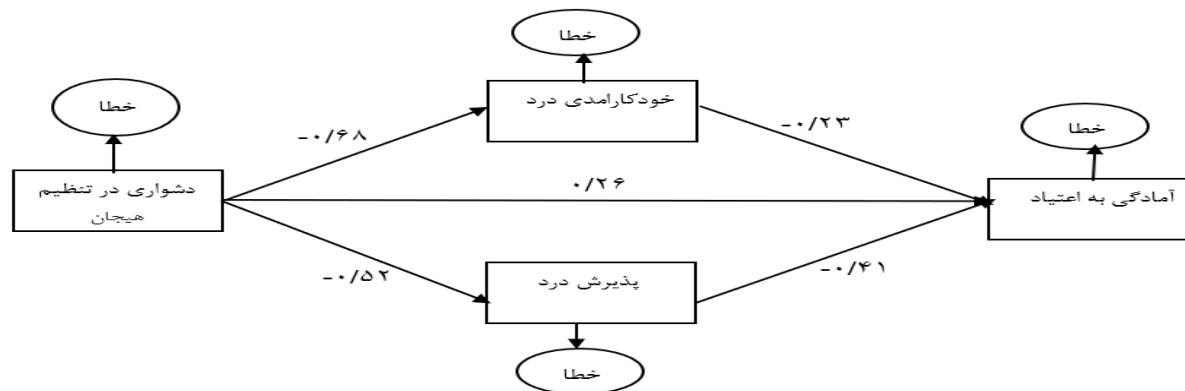 خطا
خودکارامدی درد
خطا
-۰/۶۸
-۰/۲۳
خطا
دشواری در تنظیم
هیجان
۰/۲۶
آمادگی به اعتیاد
-۰/۵۲
-۰/۴۱
پذیرش درد
خطا